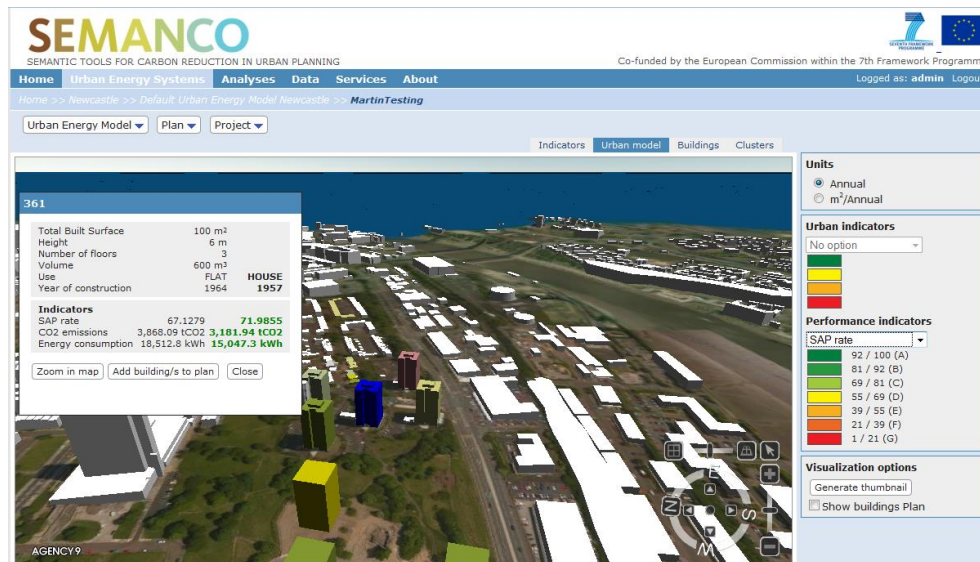 SEMANCO
SEMANTIC TOOLS FOR CARBON REDUCTION IN URBAN PLANNING
SEVENTH FRAMEWORK PROGRAMME
Co-funded by the European Commission within the 7th Framework Programm
Home Urban Energy Systems Analyses Data Services About
Logged as: admin Logou
Home >> Newcastle >> Default Urban Energy Model Newcastle >> MartinTesting
Urban Energy Model Plan Project
Indicators Urban model Buildings Clusters
361
Total Built Surface 100 m²
Height 6 m
Number of floors 3
Volume 600 m³
Use FLAT HOUSE
Year of construction 1964 1957
Indicators
SAP rate 67.1279 71.9855
CO2 emissions 3,868.09 tCO2 3,181.94 tCO2
Energy consumption 18,512.8 kWh 15,047.3 kWh
Zoom in map Add building/s to plan Close
AGENCY9
N
S
W
Units
Annual
m²/Annual
Urban indicators
No option
Performance indicators
SAP rate
92 / 100 (A)
81 / 92 (B)
69 / 81 (C)
55 / 69 (D)
39 / 55 (E)
21 / 39 (F)
1 / 21 (G)
Visualization options
Generate thumbnail
Show buildings Plan